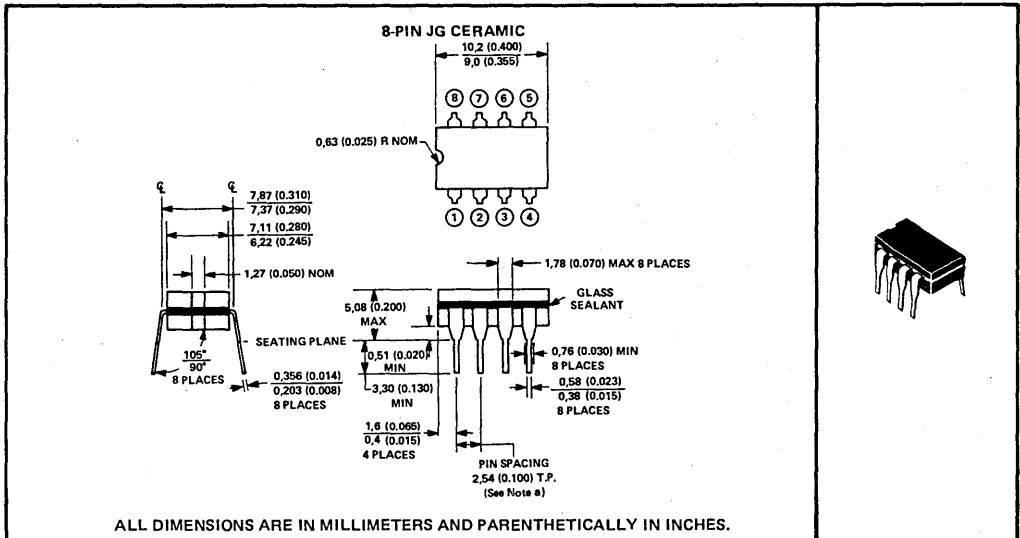 8-PIN JG CERAMIC
10,2 (0.400)
9,0 (0.355)
8 7 6 5
0,63 (0.025) R NOM
1 2 3 4
℄ ℄
7,87 (0.310)
7,37 (0.290)
7,11 (0.280)
6,22 (0.245)
1,27 (0.050) NOM
1,78 (0.070) MAX 8 PLACES
GLASS
SEALANT
5,08 (0.200)
MAX
SEATING PLANE
0,51 (0.020)
MIN
105°
90°
8 PLACES
0,356 (0.014)
0,203 (0.008)
8 PLACES
3,30 (0.130)
MIN
0,76 (0.030) MIN
8 PLACES
0,58 (0.023)
0,38 (0.015)
8 PLACES
1,6 (0.065)
0,4 (0.015)
4 PLACES
PIN SPACING
2,54 (0.100) T.P.
(See Note a)
ALL DIMENSIONS ARE IN MILLIMETERS AND PARENTHETICALLY IN INCHES.